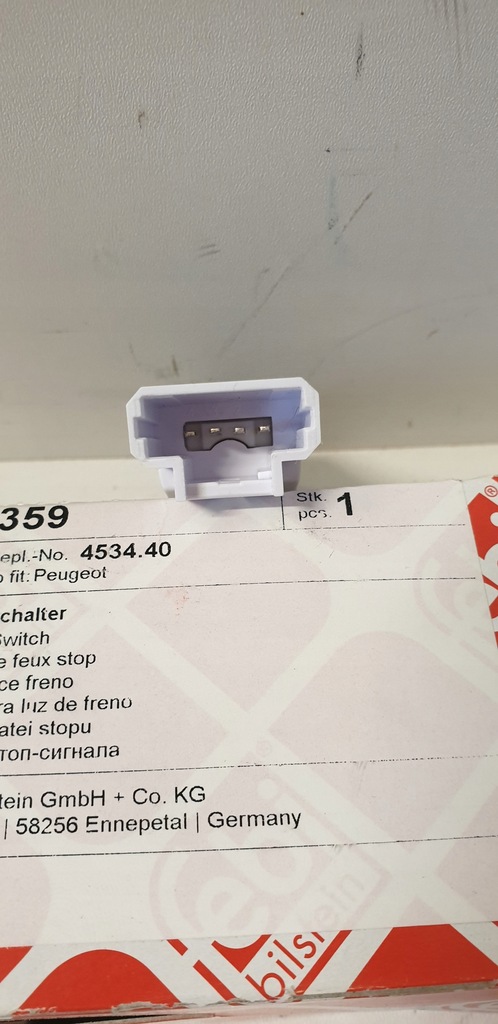 359
Stk.
pcs. 1
epl.-No. 4534.40
fit: Peugeot
chalter
Switch
e feux stop
ce freno
ra luz de freno
atei stopu
топ-сигнала
tein GmbH + Co. KG
| 58256 Ennepetal | Germany
febi
bilstein
®